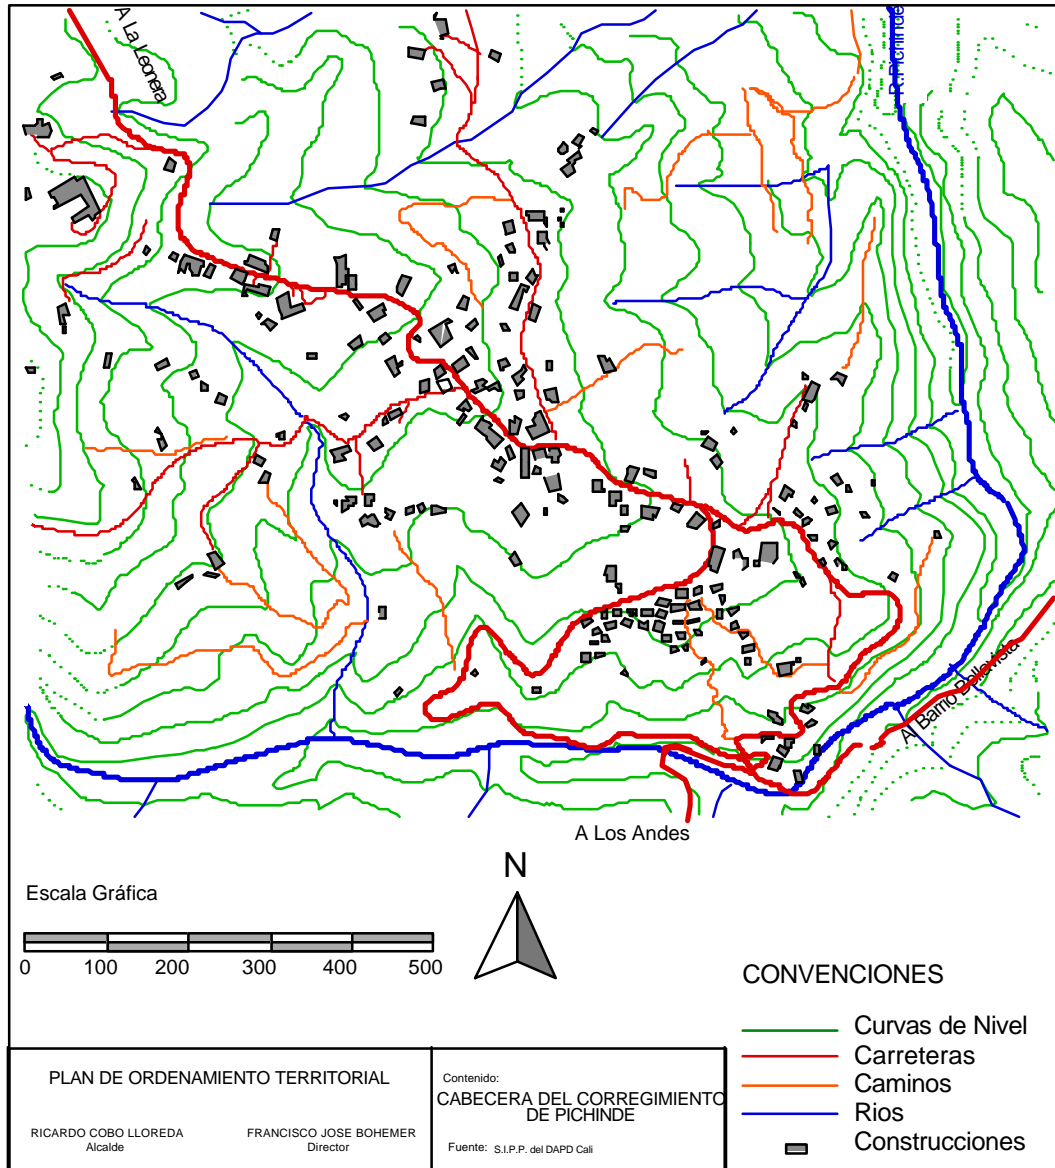 A La Leonera
R. Pichinde
Al Barrio Bellavista
A Los Andes
N
Escala Gráfica
0 100 200 300 400 500
CONVENCIONES
Curvas de Nivel
Carreteras
Caminos
Rios
Construcciones
PLAN DE ORDENAMIENTO TERRITORIAL
RICARDO COBO LLOREDA
Alcalde
FRANCISCO JOSE BOHEMER
Director
Contenido:
CABECERA DEL CORREGIMIENTO
DE PICHINDE
Fuente: S.I.P.P. del DAPD Cali